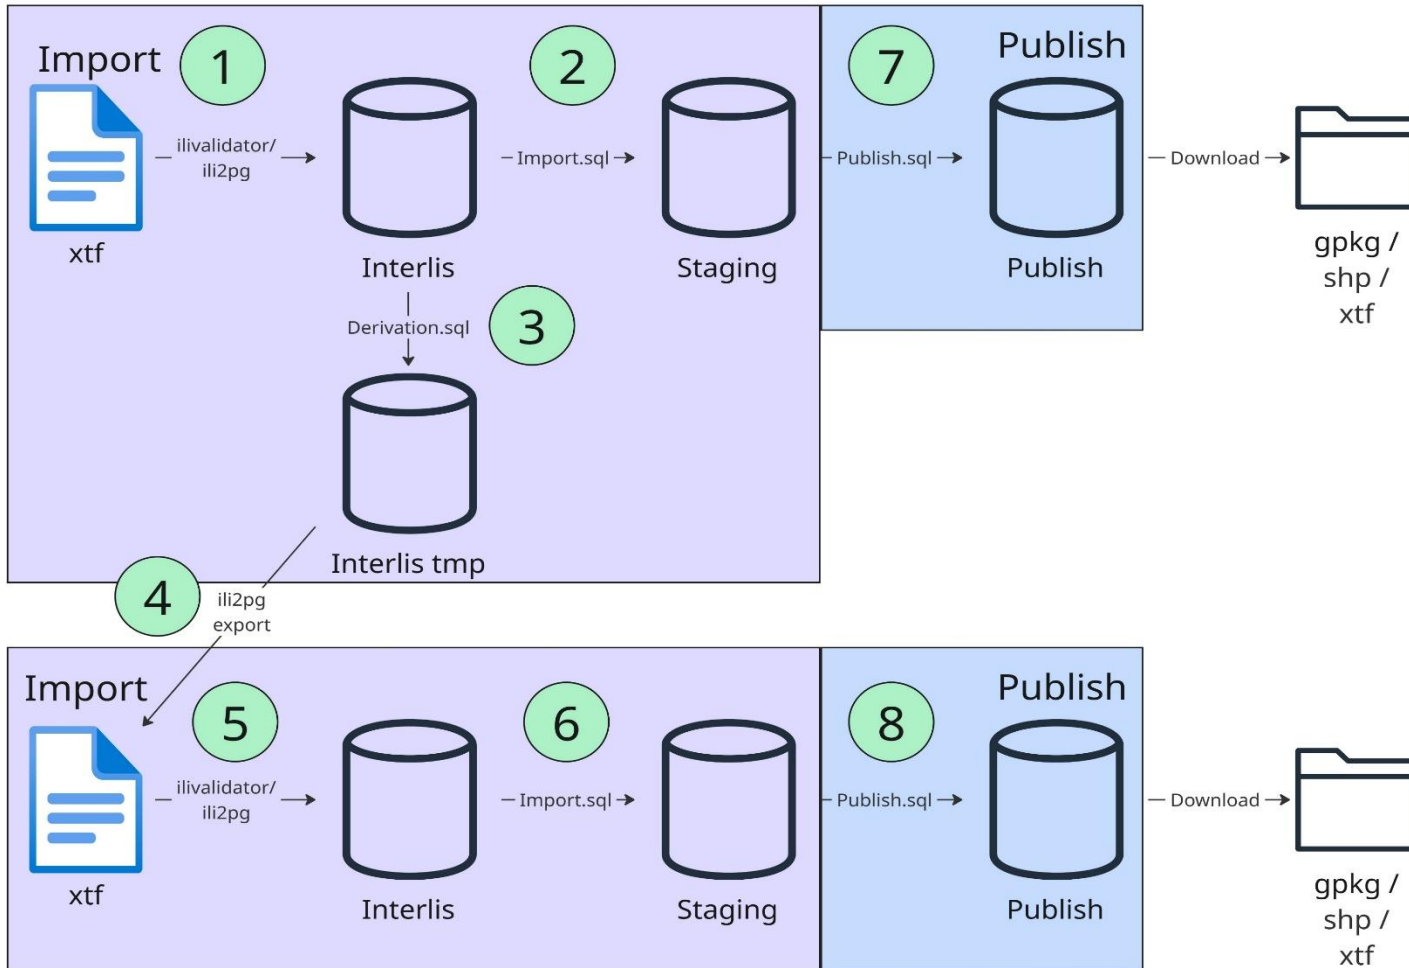 Import
1
2
7
Publish
ilivalidator/
ili2pg
Import.sql
Publish.sql
Download
xtf
Interlis
Staging
Publish
gpkg /
shp /
xtf
Derivation.sql
3
Interlis tmp
4
ili2pg
export
Import
5
6
8
Publish
ilivalidator/
ili2pg
Import.sql
Publish.sql
Download
xtf
Interlis
Staging
Publish
gpkg /
shp /
xtf